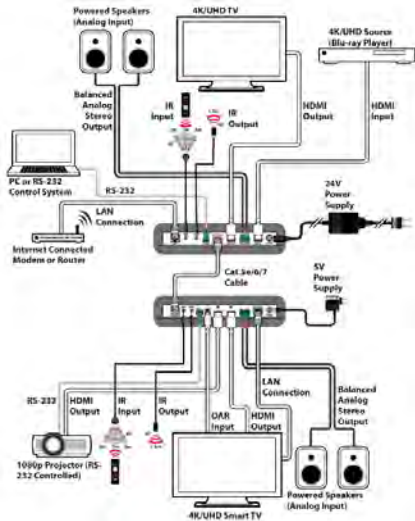 Powered Speakers
(Analog Input)
4K/UHD TV
4K/UHD Source
(Blu-ray Player)
Balanced
Analog
Stereo
Output
IR
Input
IR
Output
HDMI
Output
HDMI
Input
PC or RS-232
Control System
RS-232
24V
Power
Supply
LAN
Connection
Internet Connected
Modem or Router
Cat.5e/6/7
Cable
5V
Power
Supply
RS-232
HDMI
Output
IR
Input
IR
Output
OAR
Input
HDMI
Output
LAN
Connection
Balanced
Analog
Stereo
Output
1080p Projector (RS-
232 Controlled)
4K/UHD Smart TV
Powered Speakers
(Analog Input)